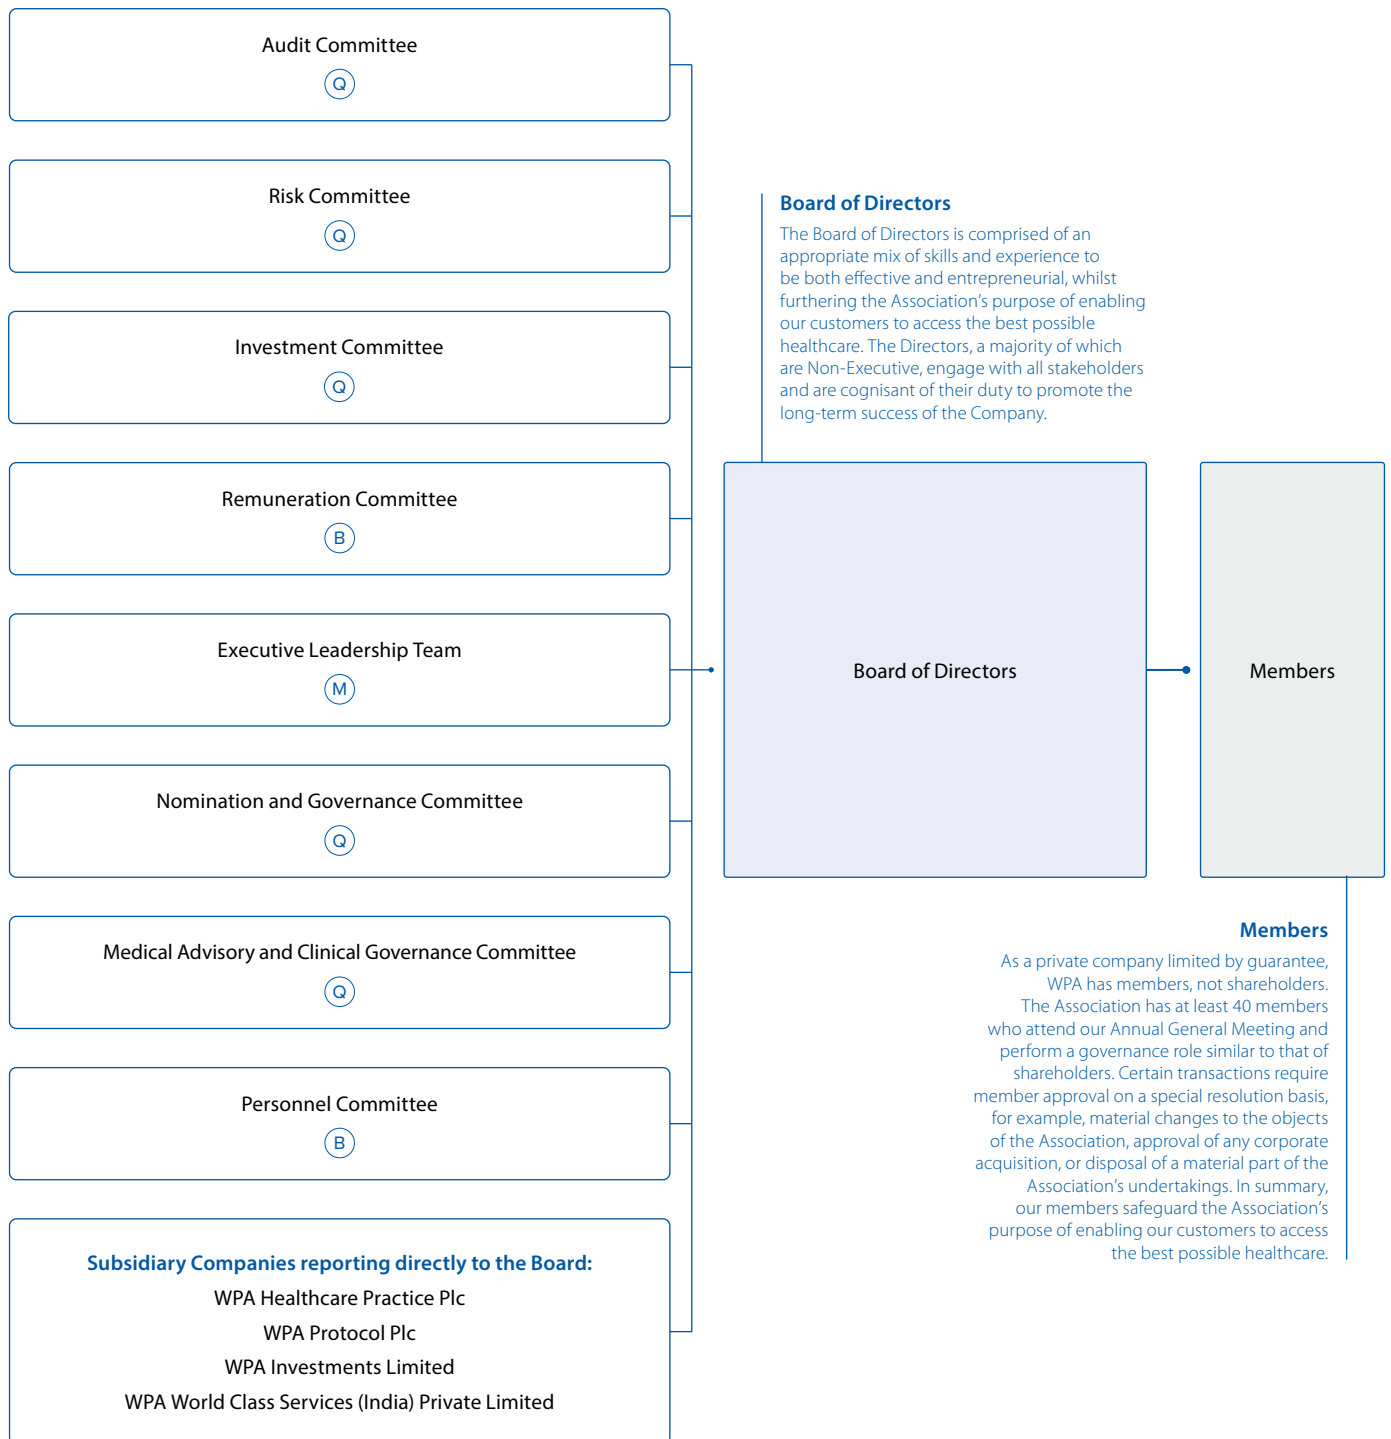 Audit Committee
Q
Risk Committee
Q
Investment Committee
Q
Remuneration Committee
B
Executive Leadership Team
M
Nomination and Governance Committee
Q
Medical Advisory and Clinical Governance Committee
Q
Personnel Committee
B
Subsidiary Companies reporting directly to the Board:
WPA Healthcare Practice Plc
WPA Protocol Plc
WPA Investments Limited
WPA World Class Services (India) Private Limited
Board of Directors
The Board of Directors is comprised of an
appropriate mix of skills and experience to
be both effective and entrepreneurial, whilst
furthering the Association’s purpose of enabling
our customers to access the best possible
healthcare. The Directors, a majority of which
are Non-Executive, engage with all stakeholders
and are cognisant of their duty to promote the
long-term success of the Company.
Board of Directors
Members
Members
As a private company limited by guarantee,
WPA has members, not shareholders.
The Association has at least 40 members
who attend our Annual General Meeting and
perform a governance role similar to that of
shareholders. Certain transactions require
member approval on a special resolution basis,
for example, material changes to the objects
of the Association, approval of any corporate
acquisition, or disposal of a material part of the
Association’s undertakings. In summary,
our members safeguard the Association’s
purpose of enabling our customers to access
the best possible healthcare.